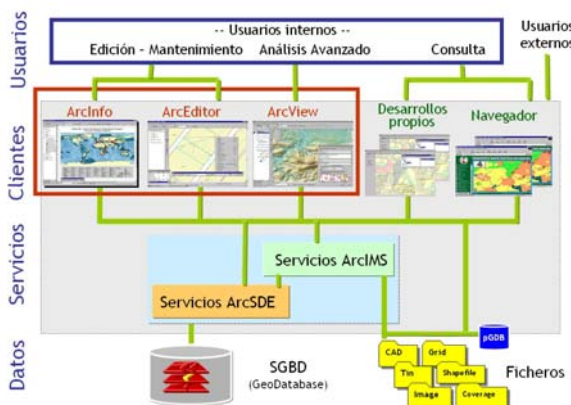 Usuarios
-- Usuarios internos --
Edición - Mantenimiento
Análisis Avanzado
Consulta
Usuarios
externos
Clientes
ArcInfo
ArcEditor
ArcView
Desarrollos
propios
Navegador
Servicios
Servicios ArcIMS
Servicios ArcSDE
Datos
SGBD
(GeoDatabase)
pGDB
CAD
Grid
Tin
Shapefile
Image
Coverage
Ficheros